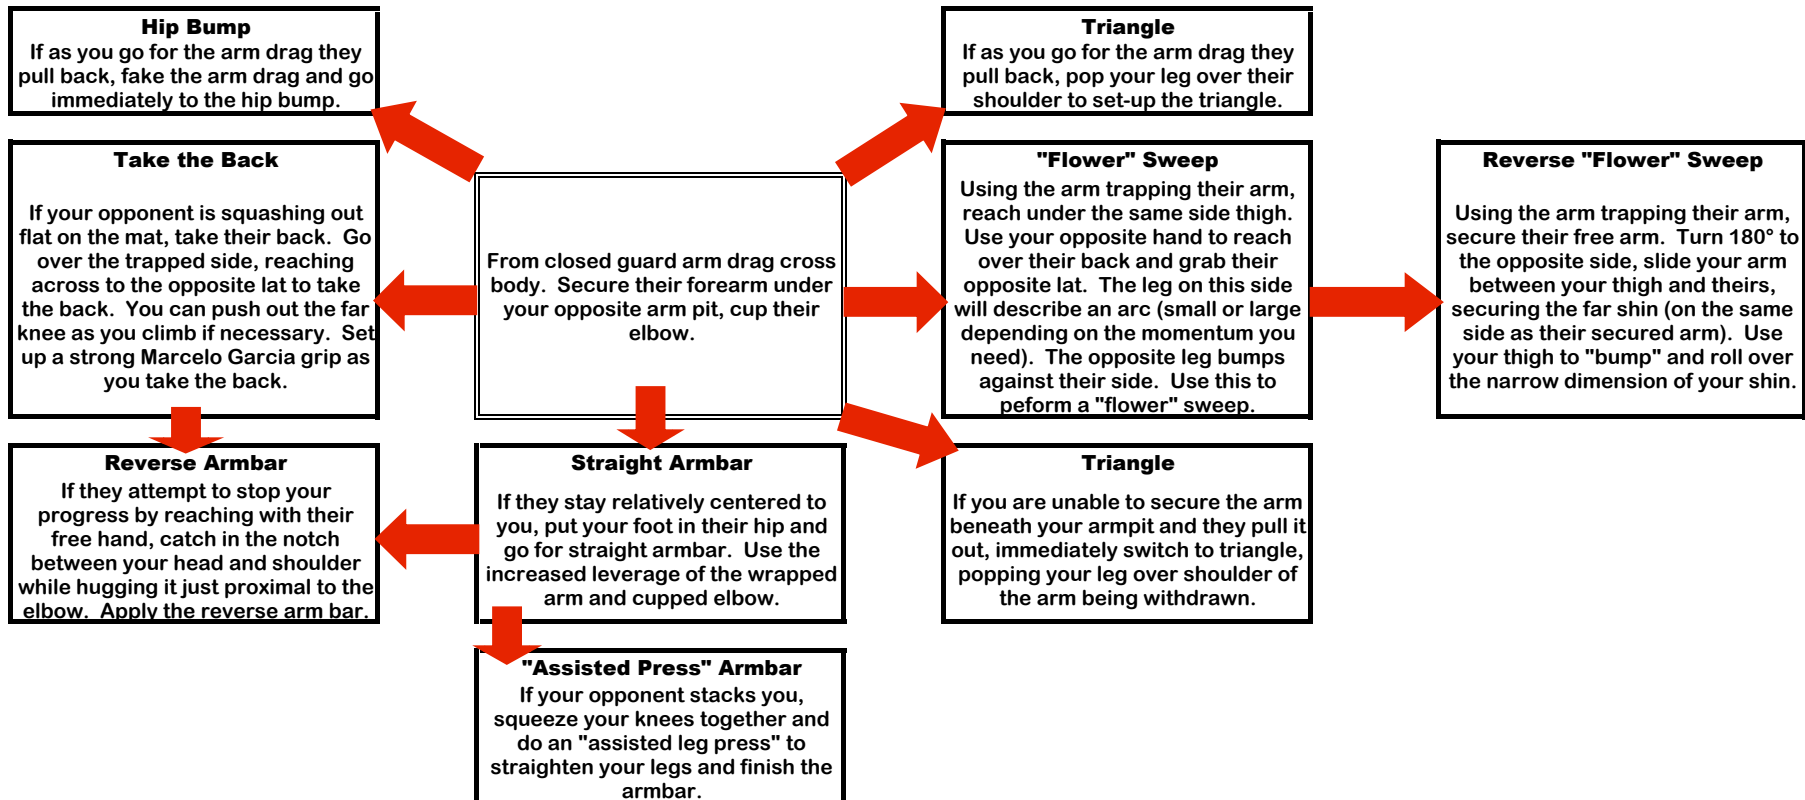 Hip Bump
If as you go for the arm drag they
pull back, fake the arm drag and go
immediately to the hip bump.
Triangle
If as you go for the arm drag they
pull back, pop your leg over their
shoulder to set-up the triangle.
Take the Back
If your opponent is squashing out
flat on the mat, take their back.  Go
over the trapped side, reaching
across to the opposite lat to take
the back.  You can push out the far
knee as you climb if necessary.  Set
up a strong Marcelo Garcia grip as
you take the back.
From closed guard arm drag cross
body.  Secure their forearm under
your opposite arm pit, cup their
elbow.
"Flower" Sweep
Using the arm trapping their arm,
reach under the same side thigh.
Use your opposite hand to reach
over their back and grab their
opposite lat.  The leg on this side
will describe an arc (small or large
depending on the momentum you
need).  The opposite leg bumps
against their side.  Use this to
peform a "flower" sweep.
Reverse "Flower" Sweep
Using the arm trapping their arm,
secure their free arm.  Turn 180° to
the opposite side, slide your arm
between your thigh and theirs,
securing the far shin (on the same
side as their secured arm).  Use
your thigh to "bump" and roll over
the narrow dimension of your shin.
Reverse Armbar
If they attempt to stop your
progress by reaching with their
free hand, catch in the notch
between your head and shoulder
while hugging it just proximal to the
elbow.  Apply the reverse arm bar.
Straight Armbar
If they stay relatively centered to
you, put your foot in their hip and
go for straight armbar.  Use the
increased leverage of the wrapped
arm and cupped elbow.
Triangle
If you are unable to secure the arm
beneath your armpit and they pull it
out, immediately switch to triangle,
popping your leg over shoulder of
the arm being withdrawn.
"Assisted Press" Armbar
If your opponent stacks you,
squeeze your knees together and
do an "assisted leg press" to
straighten your legs and finish the
armbar.